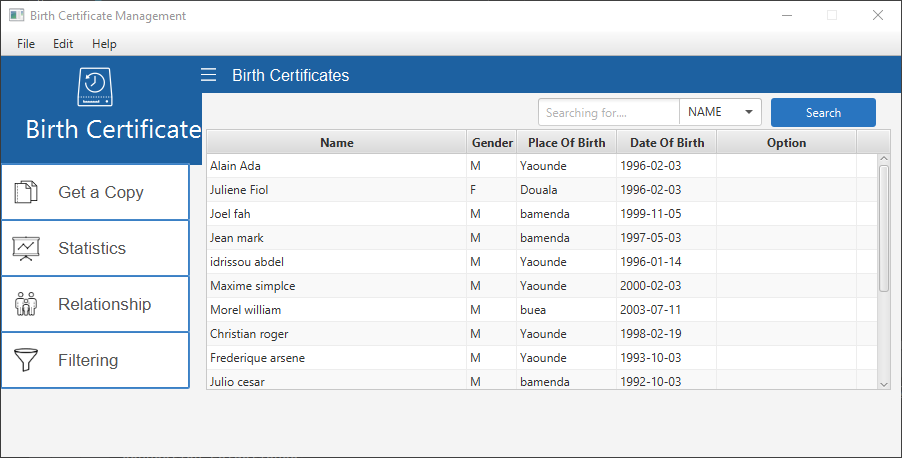 Birth Certificate Management
File Edit Help
Birth Certificate
Birth Certificates
Searching for.... NAME Search
Get a Copy
Statistics
Relationship
Filtering
Name Gender Place Of Birth Date Of Birth Option
Alain Ada M Yaounde 1996-02-03
Juliene Fiol F Douala 1996-02-03
Joel fah M bamenda 1999-11-05
Jean mark M bamenda 1997-05-03
idrissou abdel M Yaounde 1996-01-14
Maxime simplce M Yaounde 2000-02-03
Morel william M buea 2003-07-11
Christian roger M Yaounde 1998-02-19
Frederique arsene M Yaounde 1993-10-03
Julio cesar M bamenda 1992-10-03